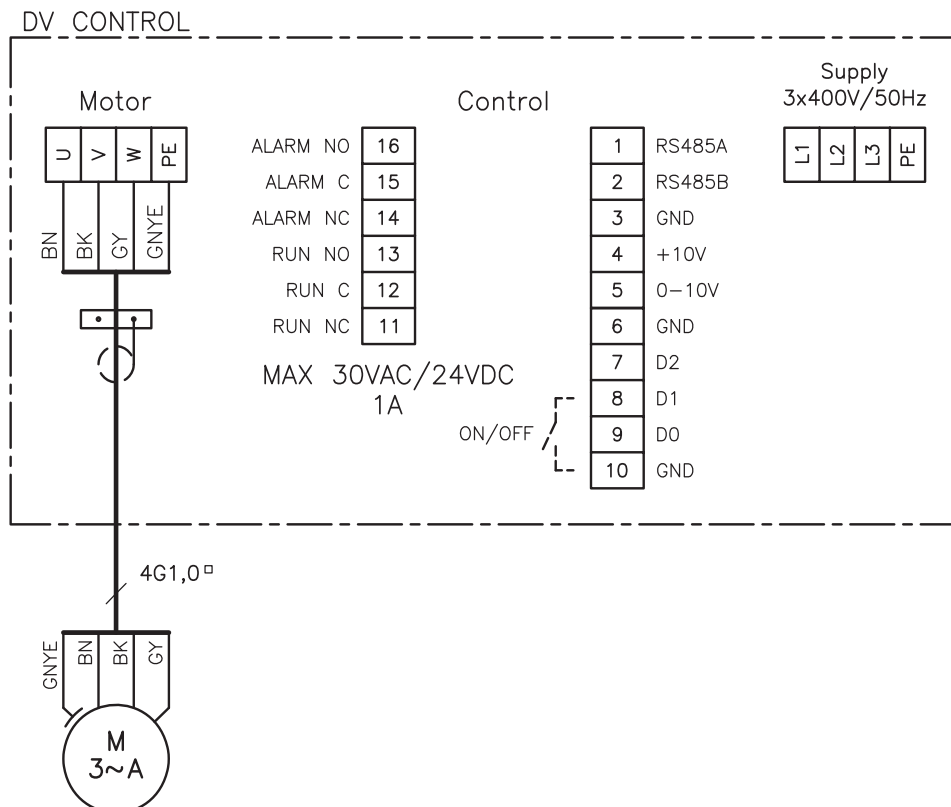 DV CONTROL
Motor
U V W PE
BN BK GY GNYE
Control
ALARM NO 16
ALARM C 15
ALARM NC 14
RUN NO 13
RUN C 12
RUN NC 11
MAX 30VAC/24VDC
1A
1 RS485A
2 RS485B
3 GND
4 +10V
5 0-10V
6 GND
7 D2
8 D1
9 D0
10 GND
ON/OFF
Supply
3x400V/50Hz
L1 L2 L3 PE
4G1,0▫
GNYE BN BK GY
M
3~A